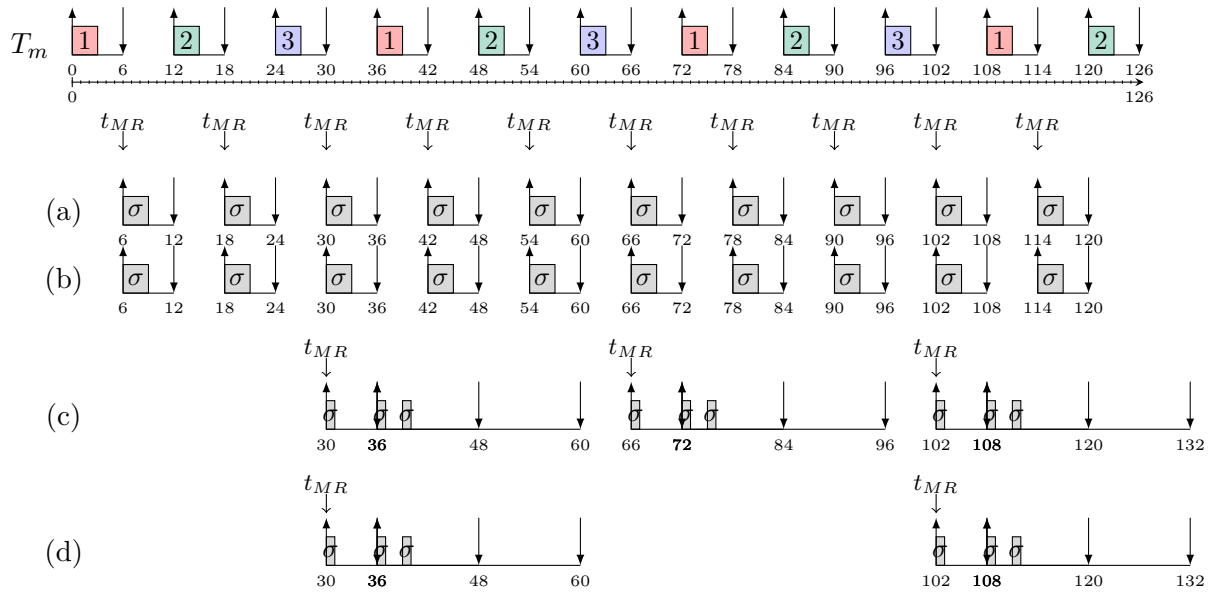 1 2 3 1 2 3 1 2 3 1 2
T_m
0 6 12 18 24 30 36 42 48 54 60 66 72 78 84 90 96 102 108 114 120 126
0 126
t_MR t_MR t_MR t_MR t_MR t_MR t_MR t_MR t_MR t_MR
(a) σ σ σ σ σ σ σ σ σ σ
6 12 18 24 30 36 42 48 54 60 66 72 78 84 90 96 102 108 114 120
(b) σ σ σ σ σ σ σ σ σ σ
6 12 18 24 30 36 42 48 54 60 66 72 78 84 90 96 102 108 114 120
t_MR t_MR t_MR
(c) σ σ σ σ σ σ σ σ σ
30 36 48 60 66 72 84 96 102 108 120 132
t_MR t_MR
(d) σ σ σ σ σ σ
30 36 48 60 102 108 120 132